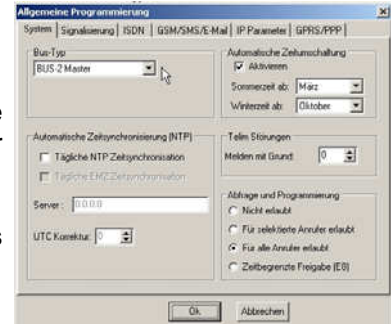 Allgemeine Programmierung
System
Signalisierung
ISDN
GSM/SMS/E-Mail
IP Parameter
GPRS/PPP
Bus-Typ
BUS-2 Master
Automatische Zeitumschaltung
Aktivieren
Sommerzeit ab: März
Winterzeit ab: Oktober
Automatische Zeitsynchronisierung (NTP)
Tägliche NTP Zeitsynchronisation
Tägliche EMZ Zeitsynchronisation
Server: 0.0.0.0
UTC Korrektur: 0
Telim Störungen
Melden mit Grund: 0
Abfrage und Programmierung
Nicht erlaubt
Für selektierte Anrufer erlaubt
Für alle Anrufer erlaubt
Zeitbegrenzte Freigabe (E8)
Ok
Abbrechen
e
r
s